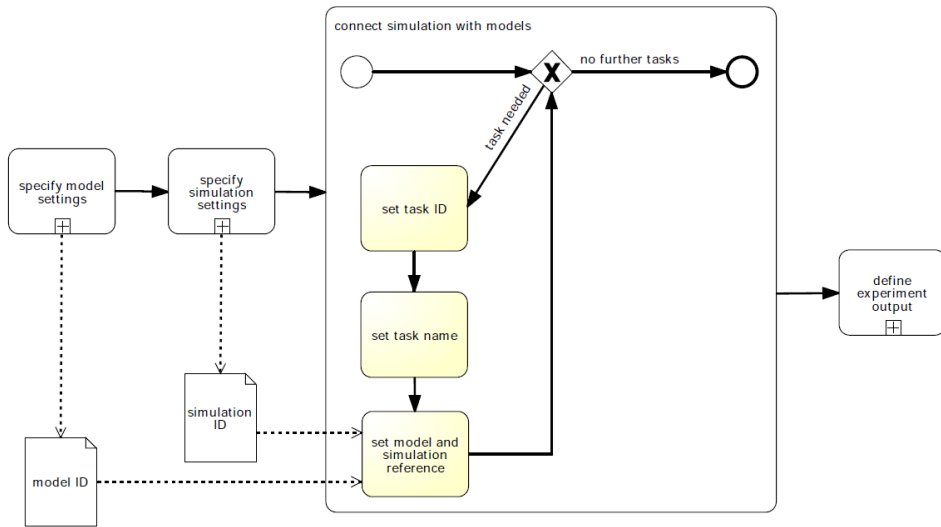 connect simulation with models
no further tasks
task needed
specify model
settings
specify
simulation
settings
set task ID
define
experiment
output
set task name
simulation
ID
set model and
simulation
reference
model ID